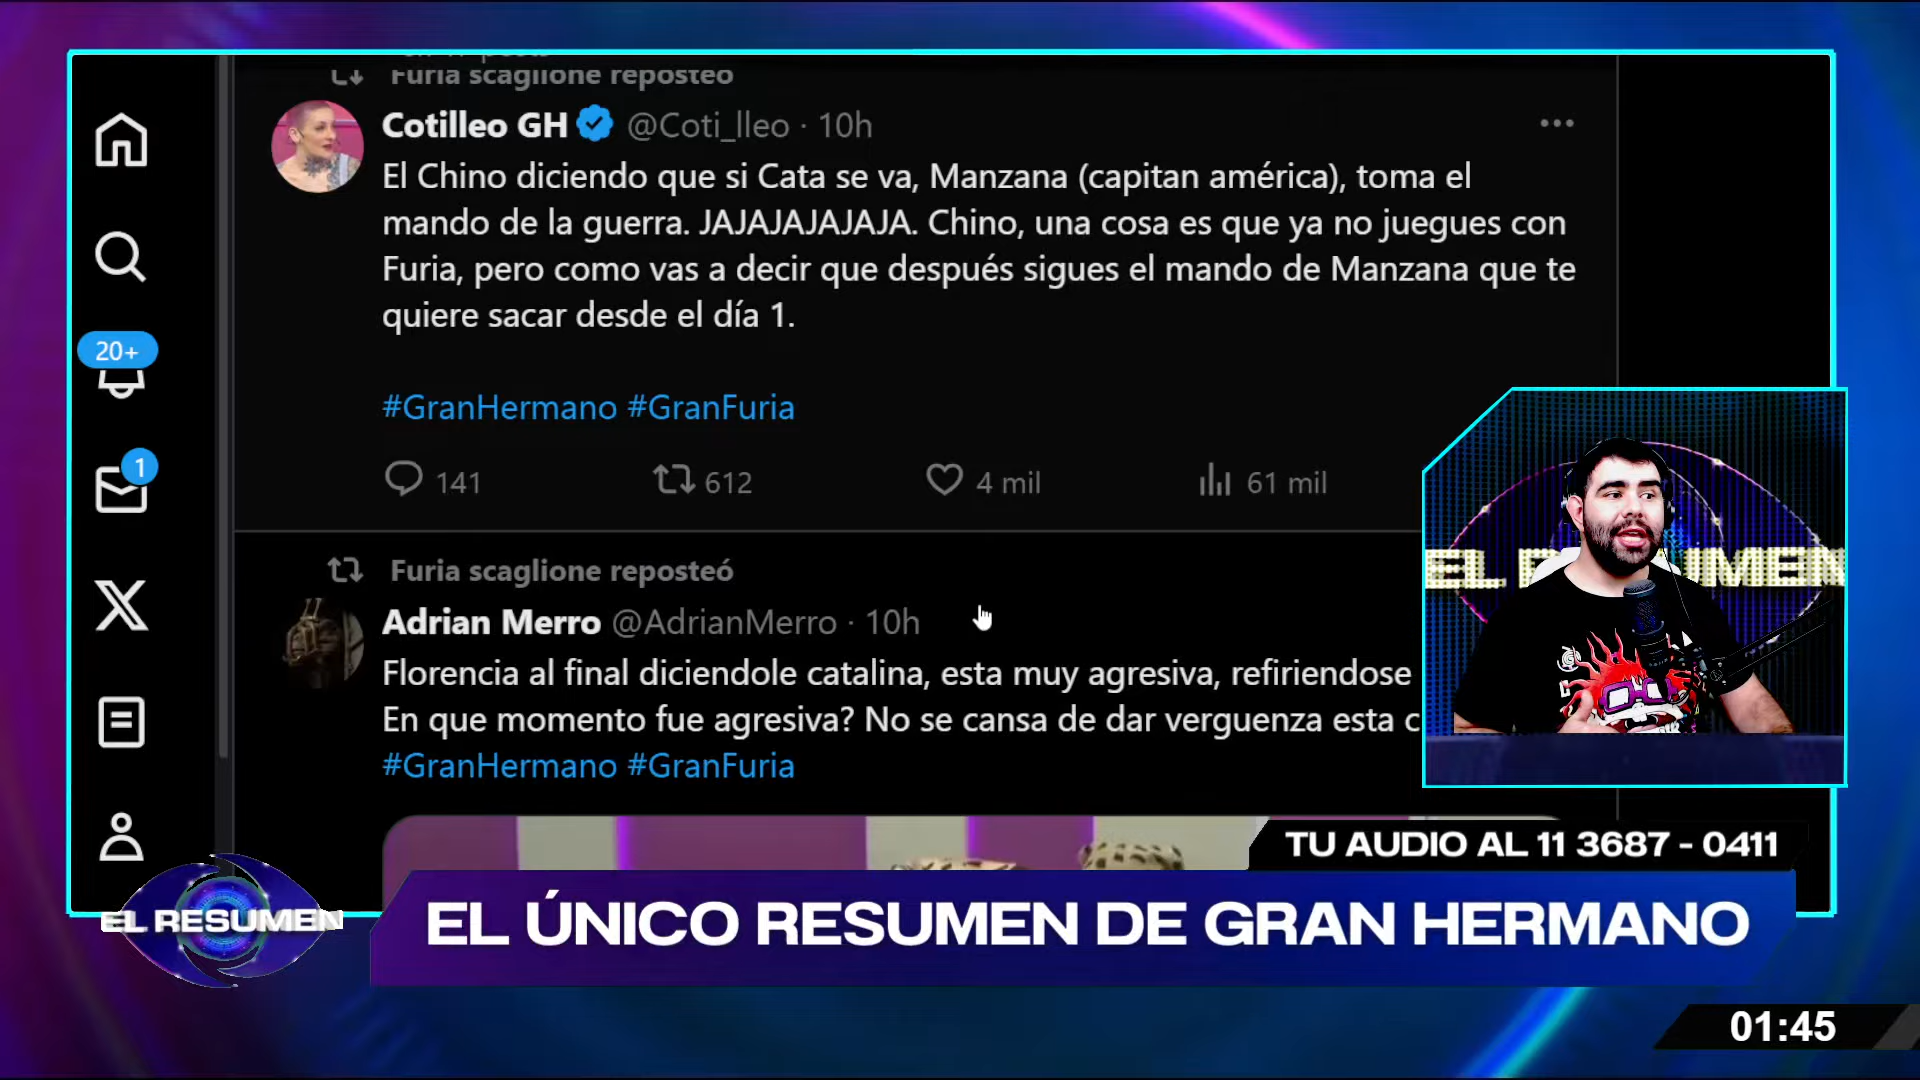 Furia scaglione reposteó
Cotilleo GH @Coti_lleo · 10h
El Chino diciendo que si Cata se va, Manzana (capitan américa), toma el
mando de la guerra. JAJAJAJAJAJA. Chino, una cosa es que ya no juegues con
Furia, pero como vas a decir que después sigues el mando de Manzana que te
quiere sacar desde el día 1.
20+
#GranHermano #GranFuria
1
141 612 4 mil 61 mil
EL RESUMEN
Furia scaglione reposteó
Adrian Merro @AdrianMerro · 10h
Florencia al final diciendole catalina, esta muy agresiva, refiriendose
En que momento fue agresiva? No se cansa de dar verguenza esta
#GranHermano #GranFuria
TU AUDIO AL 11 3687 - 0411
EL RESUMEN
EL ÚNICO RESUMEN DE GRAN HERMANO
01:45